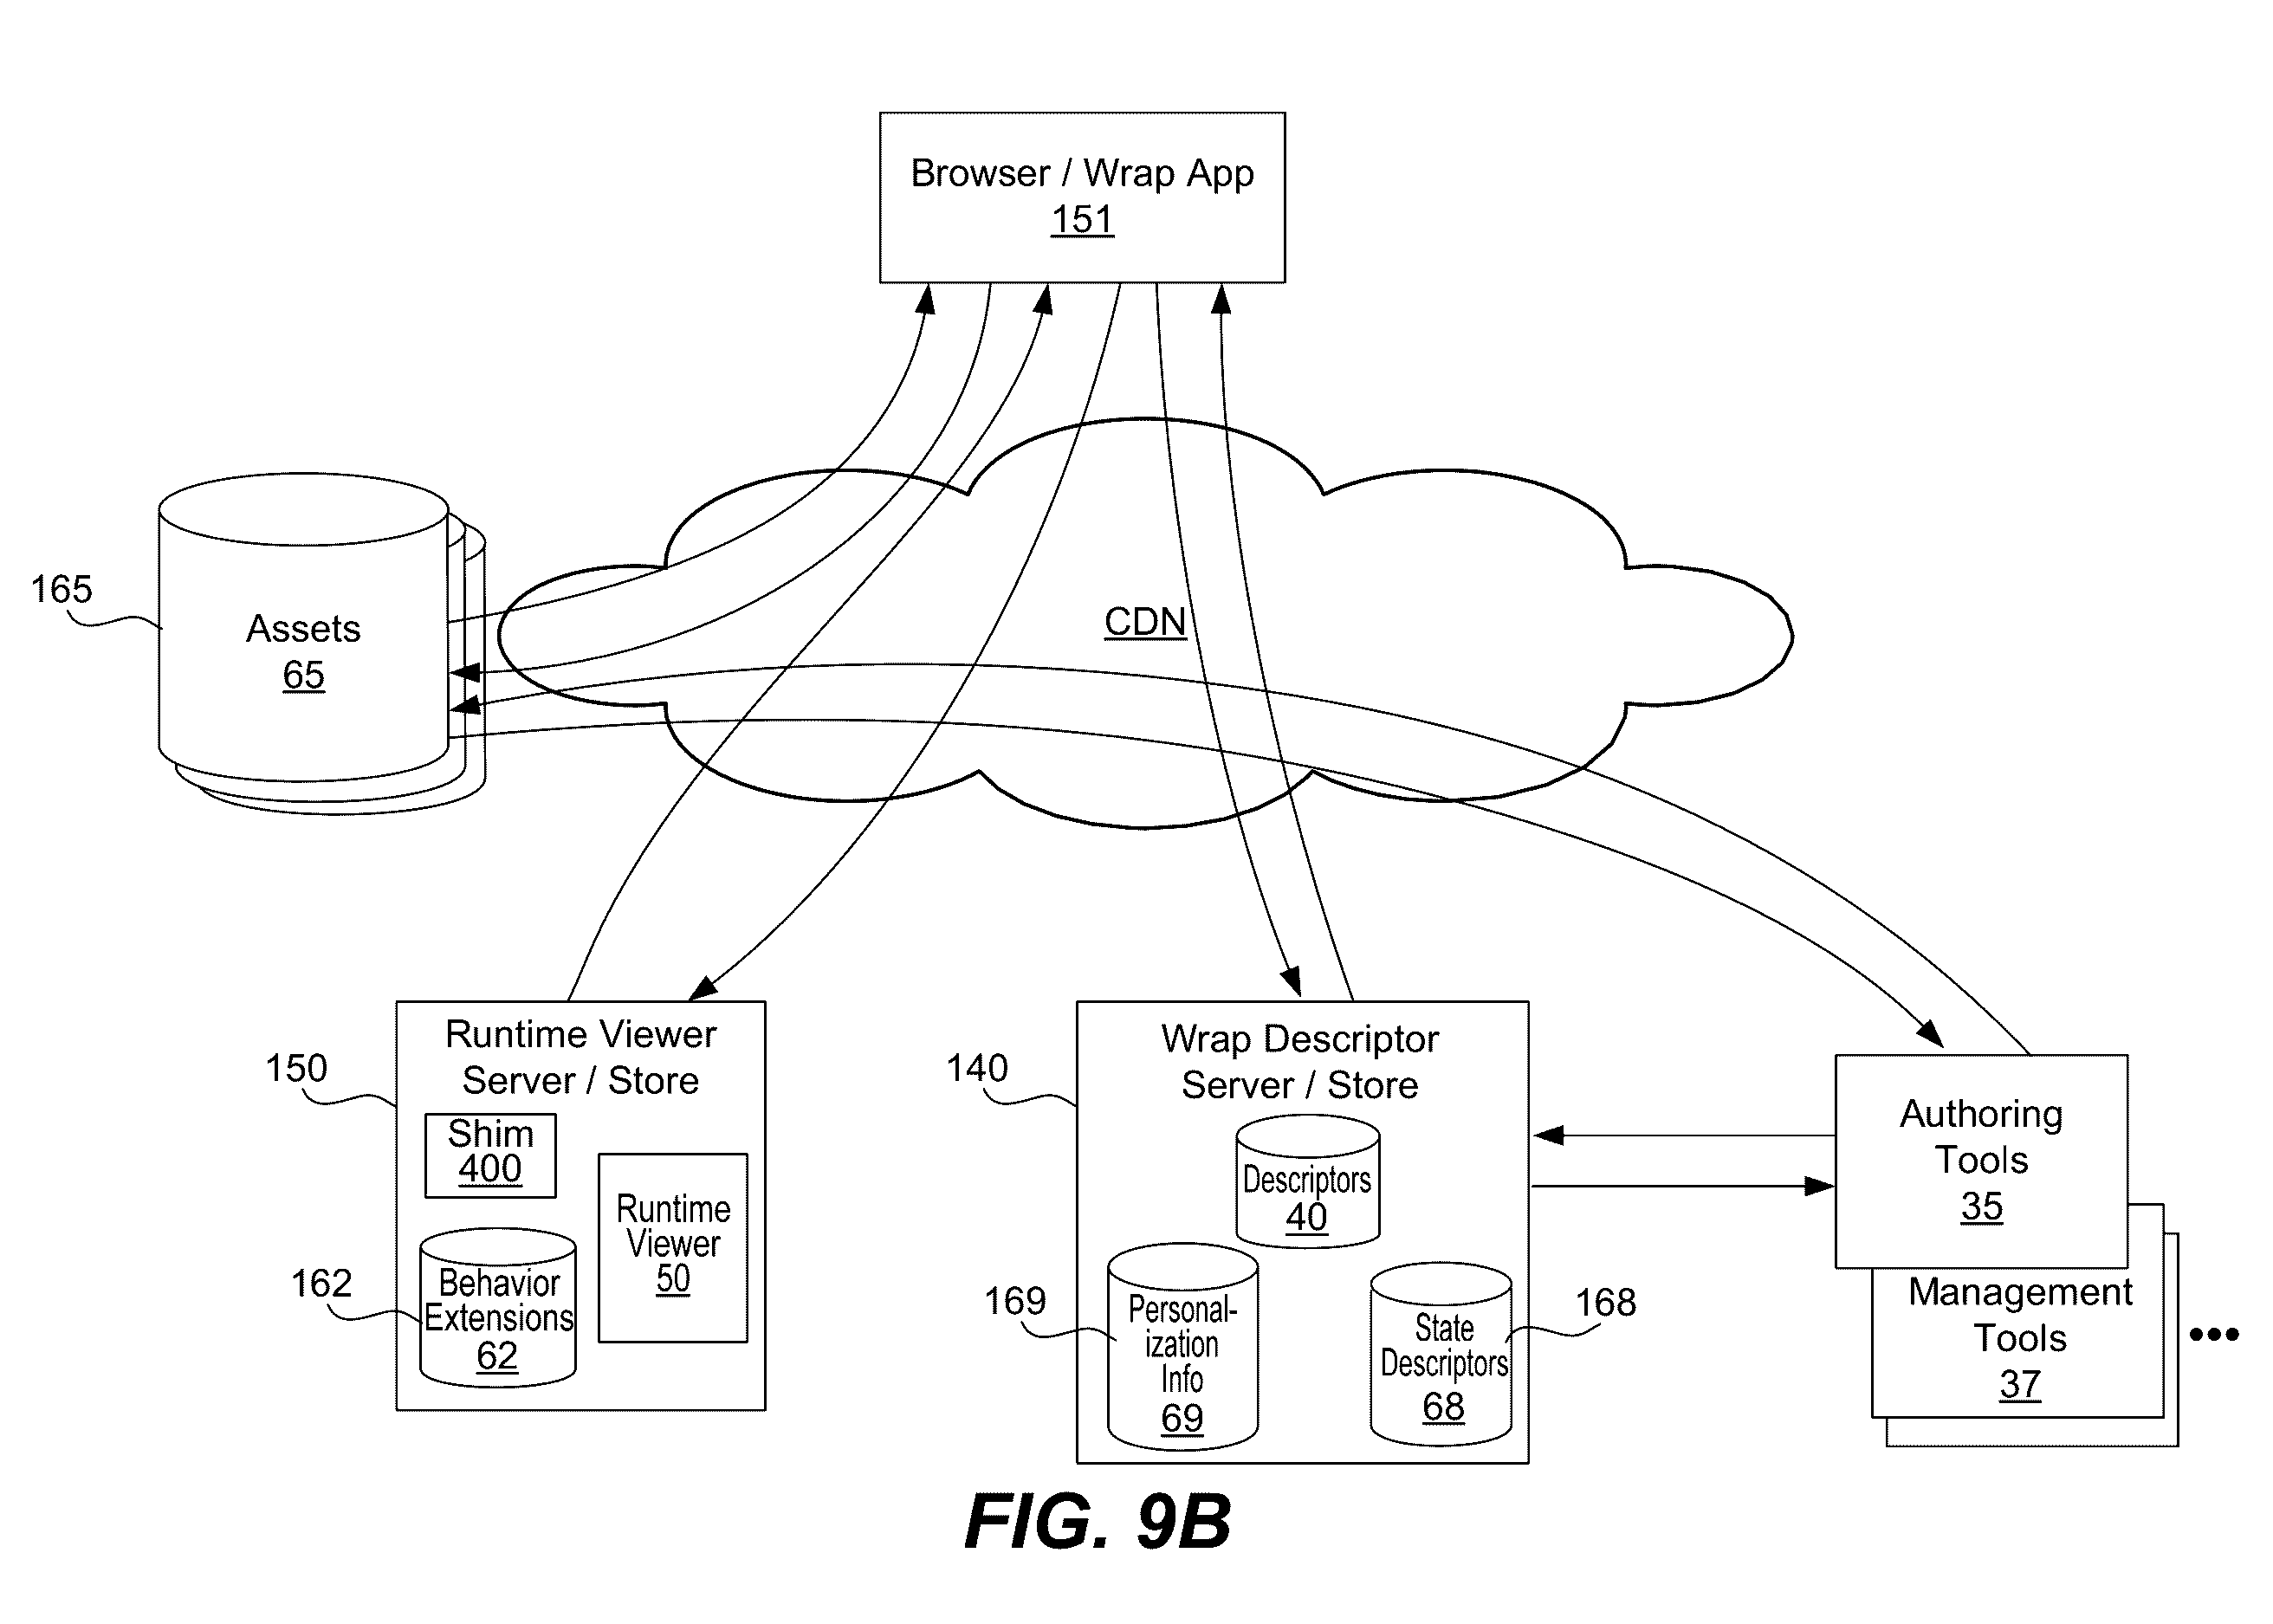 Browser / Wrap App
151
165
Assets
65
CDN
150
Runtime Viewer
Server / Store
Shim
400
Runtime
Viewer
50
162
Behavior
Extensions
62
140
Wrap Descriptor
Server / Store
Descriptors
40
169
Personal-
ization
Info
69
168
State
Descriptors
68
Authoring
Tools
35
Management
Tools
37
•••
FIG. 9B